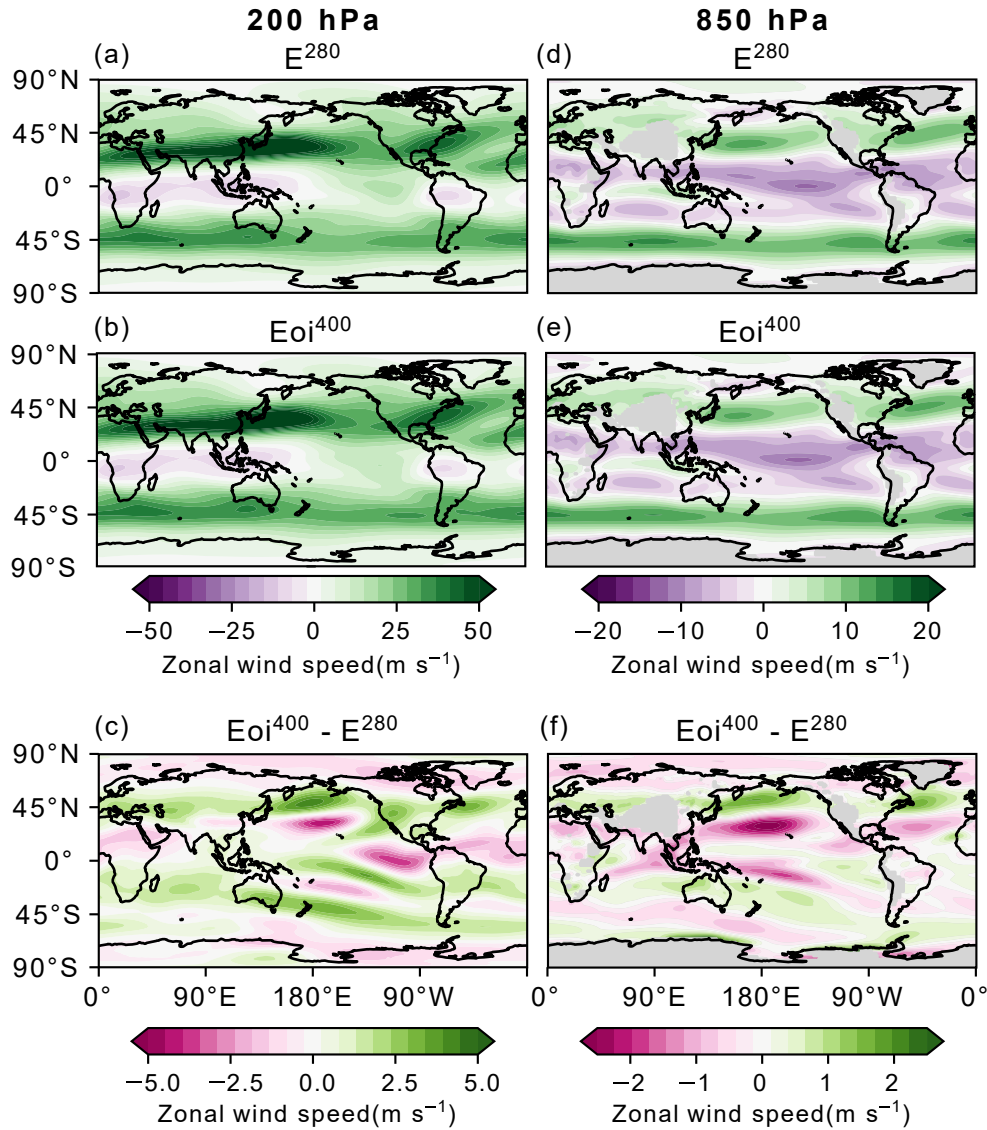 200 hPa
850 hPa
(a)
E²⁸⁰
(d)
E²⁸⁰
90°N
45°N
0°
45°S
90°S
(b)
Eoi⁴⁰⁰
(e)
Eoi⁴⁰⁰
90°N
45°N
0°
45°S
90°S
−50 −25 0 25 50
Zonal wind speed(m s⁻¹)
−20 −10 0 10 20
Zonal wind speed(m s⁻¹)
(c)
Eoi⁴⁰⁰ - E²⁸⁰
(f)
Eoi⁴⁰⁰ - E²⁸⁰
90°N
45°N
0°
45°S
90°S
0° 90°E 180°E 90°W
0° 90°E 180°E 90°W 0°
−5.0 −2.5 0.0 2.5 5.0
Zonal wind speed(m s⁻¹)
−2 −1 0 1 2
Zonal wind speed(m s⁻¹)